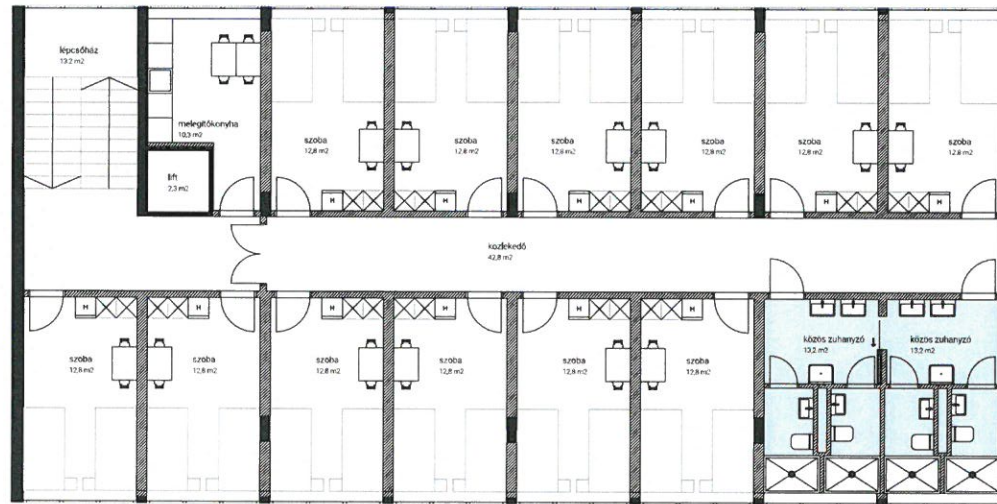 lépcsőház
13,2 m2
melegítőkonyha
10,3 m2
lift
2,3 m2
szoba
12,8 m2
szoba
12,8 m2
szoba
12,8 m2
szoba
12,8 m2
szoba
12,8 m2
szoba
12,8 m2
H
H
H
H
H
H
közlekedő
42,8 m2
H
H
H
H
H
H
szoba
12,8 m2
szoba
12,8 m2
szoba
12,8 m2
szoba
12,8 m2
szoba
12,8 m2
szoba
12,8 m2
közös zuhanyzó
13,2 m2
közös zuhanyzó
13,2 m2